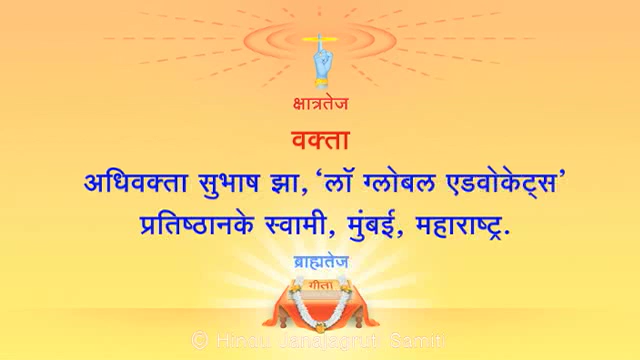 क्षात्रतेज
वक्ता
अधिवक्ता सुभाष झा, ‘लॉ ग्लोबल एडवोकेट्स’
प्रतिष्ठानके स्वामी, मुंबई, महाराष्ट्र.
ब्राह्मतेज
गीता
© Hindu Janajagruti Samiti